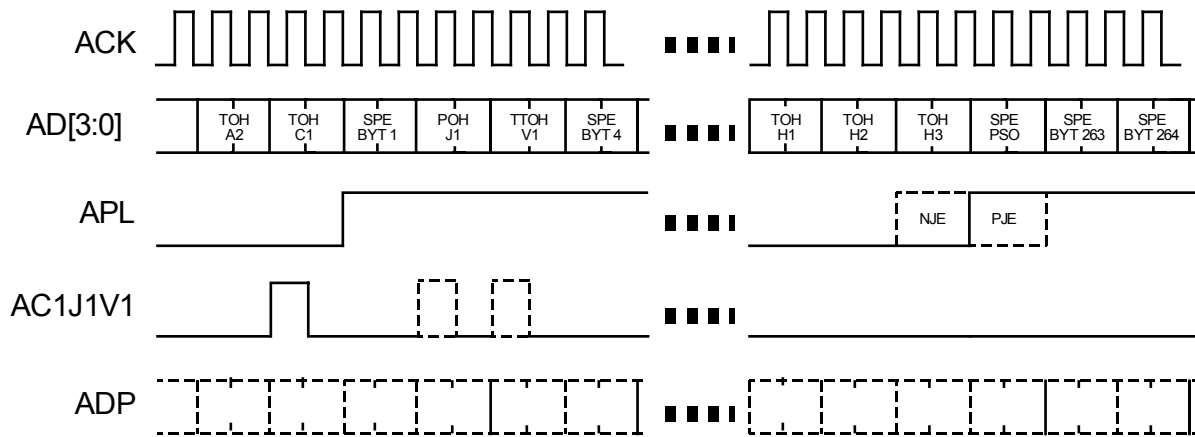 ACK
AD[3:0]
TOH TOH SPE POH TTOH SPE TOH TOH TOH SPE SPE SPE
A2 C1 BYT 1 J1 V1 BYT 4 H1 H2 H3 PSO BYT 263 BYT 264
APL
NJE PJE
AC1J1V1
ADP